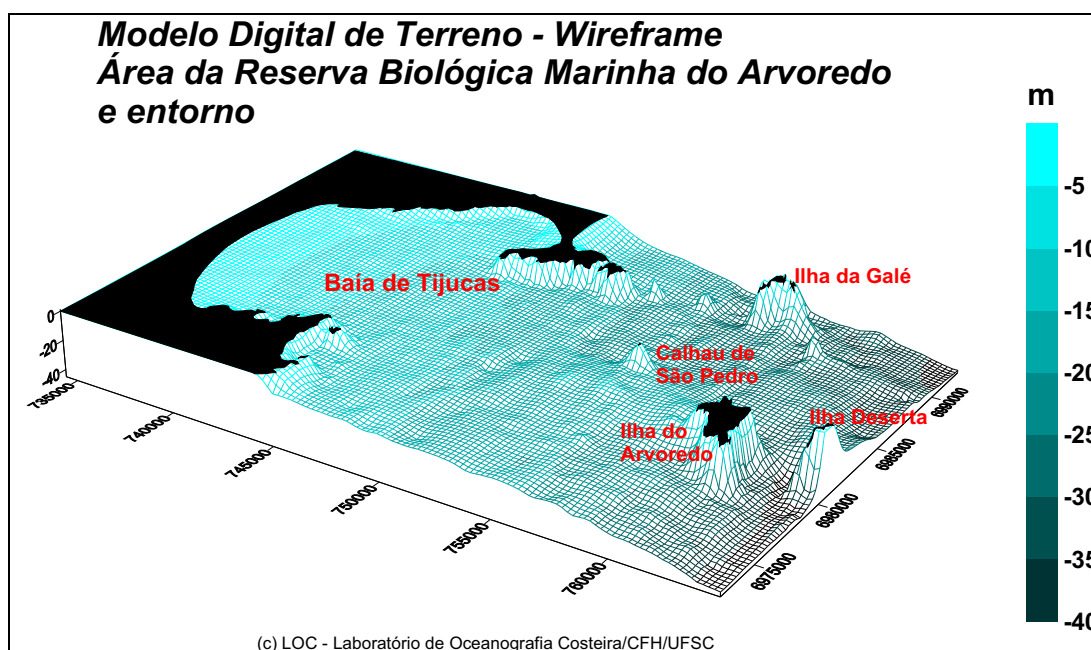 Modelo Digital de Terreno - Wireframe
Área da Reserva Biológica Marinha do Arvoredo
e entorno
m
-5
-10
-15
-20
-25
-30
-35
-40
Baía de Tijucas
Ilha da Galé
Calhau de
São Pedro
Ilha do
Arvoredo
Ilha Deserta
0
-20
-40
735000
740000
745000
750000
755000
760000
6975000
6980000
6985000
690000
(c) LOC - Laboratório de Oceanografia Costeira/CFH/UFSC